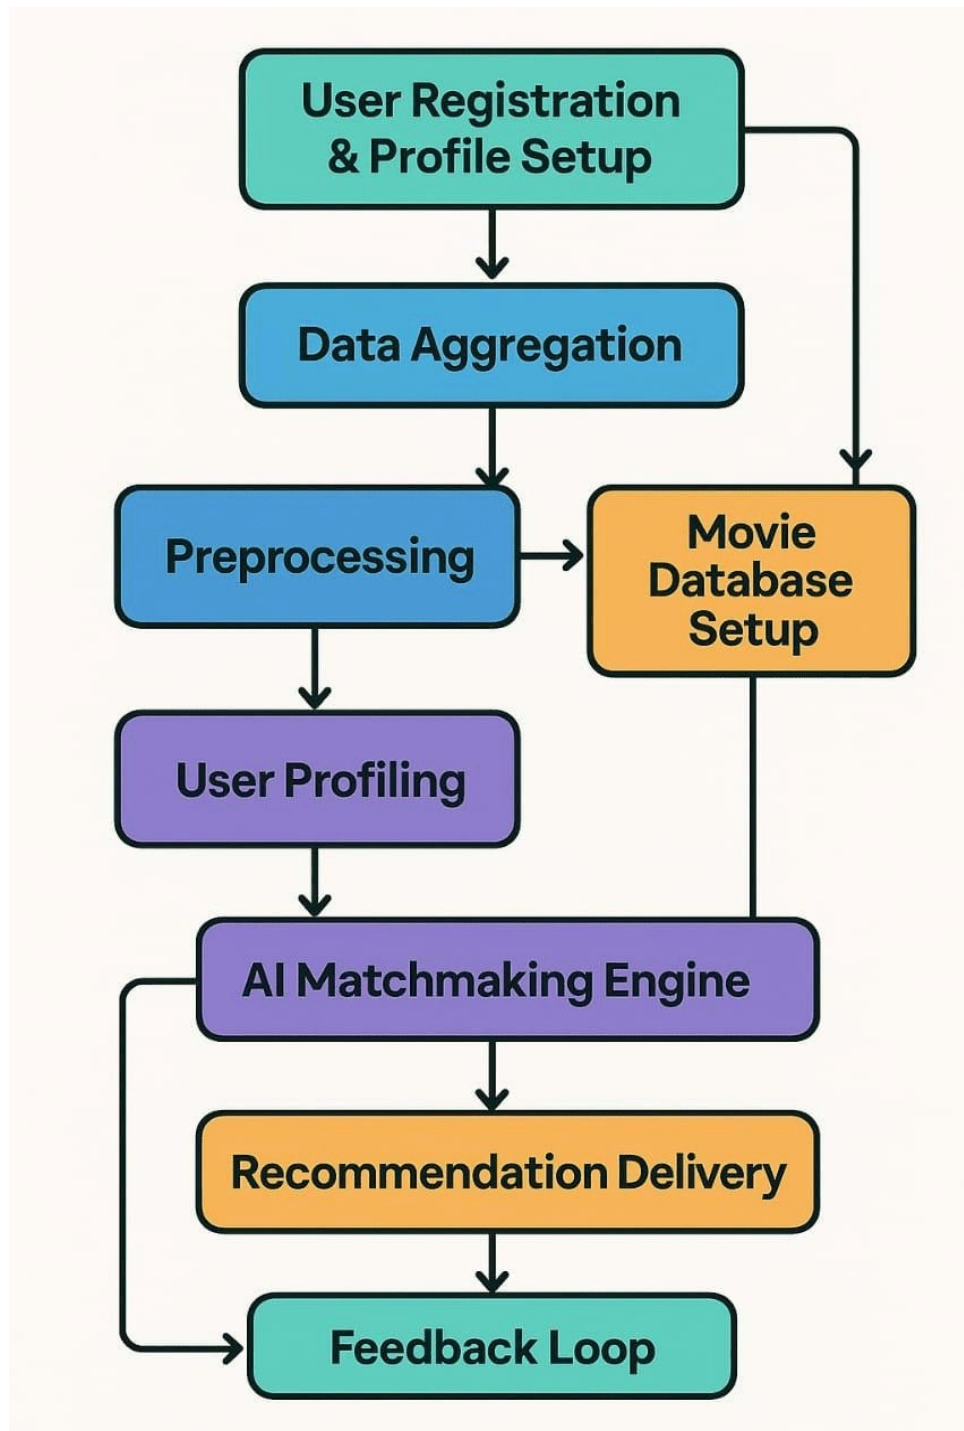 User Registration
& Profile Setup
Data Aggregation
Preprocessing
Movie
Database
Setup
User Profiling
AI Matchmaking Engine
Recommendation Delivery
Feedback Loop